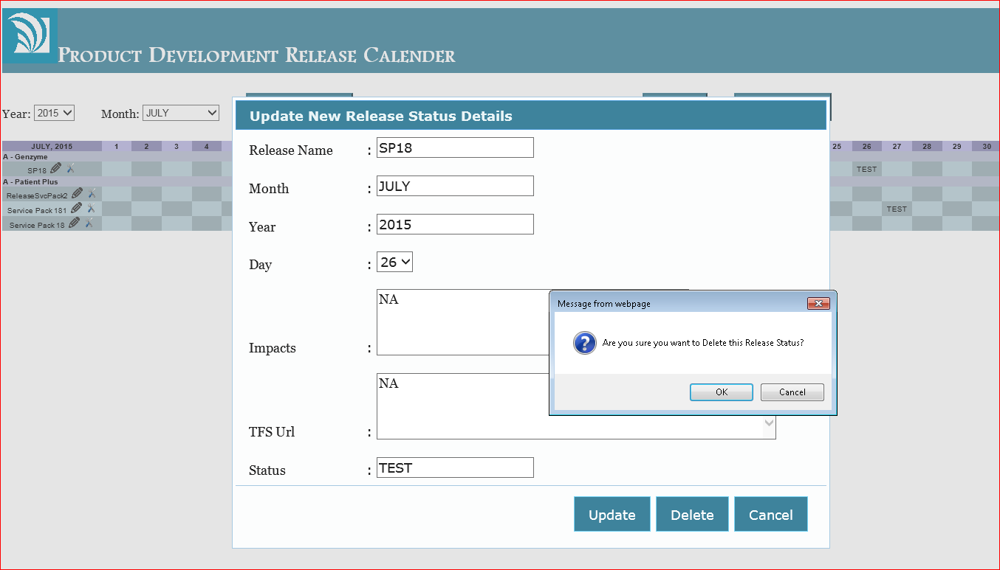 PRODUCT DEVELOPMENT RELEASE CALENDER
Year: 2015 Month: JULY
Update New Release Status Details
JULY, 2015 1 2 3 4 25 26 27 28 29 30
A - Genzyme
SP18 TEST
A - Patient Plus
ReleaseSvcPack2
Service Pack 181 TEST
Service Pack 18
Release Name : SP18
Month : JULY
Year : 2015
Day : 26
Impacts : NA
TFS Url : NA
Status : TEST
Message from webpage
Are you sure you want to Delete this Release Status?
OK Cancel
Update Delete Cancel